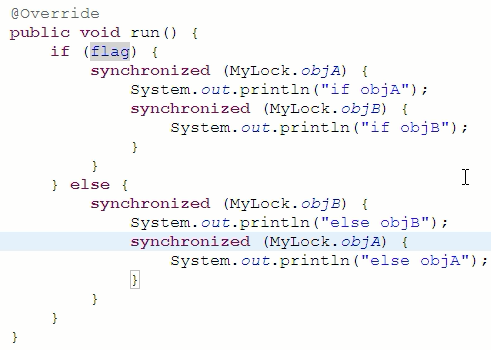 @Override
public void run() {
    if (flag) {
        synchronized (MyLock.objA) {
            System.out.println("if objA");
            synchronized (MyLock.objB) {
                System.out.println("if objB");
            }
        }
    } else {
        synchronized (MyLock.objB) {
            System.out.println("else objB");
            synchronized (MyLock.objA) {
                System.out.println("else objA");
            }
        }
    }
}